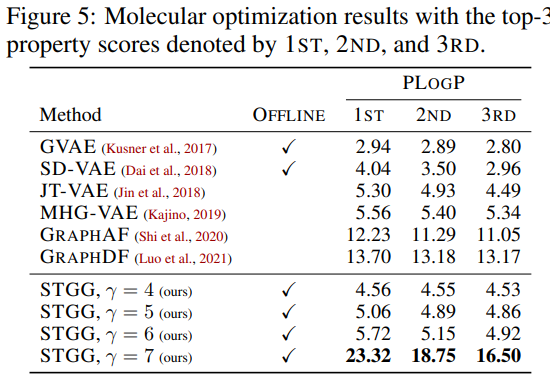 Figure 5: Molecular optimization results with the top-3
property scores denoted by 1ST, 2ND, and 3RD.
PLOGP
Method OFFLINE 1ST 2ND 3RD
GVAE (Kusner et al., 2017) ✓ 2.94 2.89 2.80
SD-VAE (Dai et al., 2018) ✓ 4.04 3.50 2.96
JT-VAE (Jin et al., 2018) 5.30 4.93 4.49
MHG-VAE (Kajino, 2019) 5.56 5.40 5.34
GRAPHAF (Shi et al., 2020) 12.23 11.29 11.05
GRAPHDF (Luo et al., 2021) 13.70 13.18 13.17
STGG, γ = 4 (ours) ✓ 4.56 4.55 4.53
STGG, γ = 5 (ours) ✓ 5.06 4.89 4.86
STGG, γ = 6 (ours) ✓ 5.72 5.15 4.92
STGG, γ = 7 (ours) ✓ 23.32 18.75 16.50